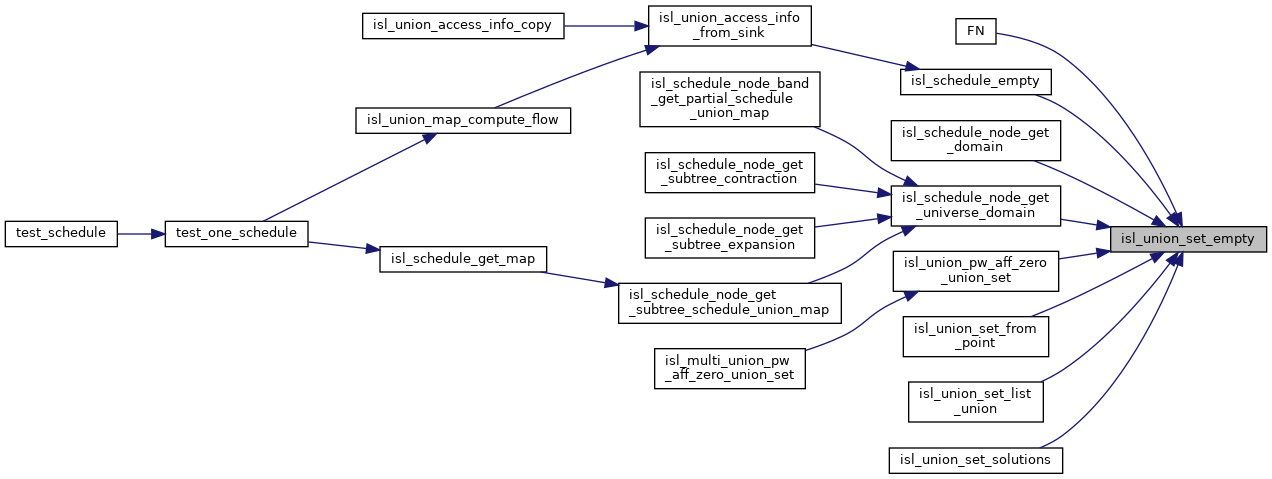 isl_union_access_info_copy
isl_union_access_info
_from_sink
FN
isl_schedule_empty
isl_schedule_node_band
_get_partial_schedule
_union_map
isl_union_map_compute_flow
isl_schedule_node_get
_domain
isl_schedule_node_get
_subtree_contraction
isl_schedule_node_get
_universe_domain
test_schedule
test_one_schedule
isl_schedule_node_get
_subtree_expansion
isl_union_set_empty
isl_schedule_get_map
isl_union_pw_aff_zero
_union_set
isl_schedule_node_get
_subtree_schedule_union_map
isl_union_set_from
_point
isl_multi_union_pw
_aff_zero_union_set
isl_union_set_list
_union
isl_union_set_solutions